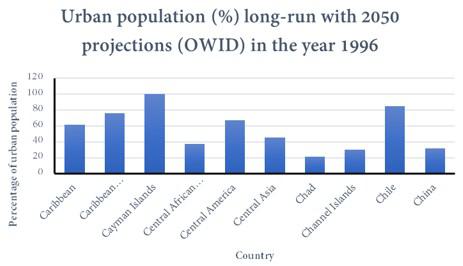 Urban population (%) long-run with 2050
projections (OWID) in the year 1996
Percentage of urban population
120
100
80
60
40
20
0
Caribbean
Caribbean...
Cayman Islands
Central African...
Central America
Central Asia
Chad
Channel Islands
Chile
China
Country